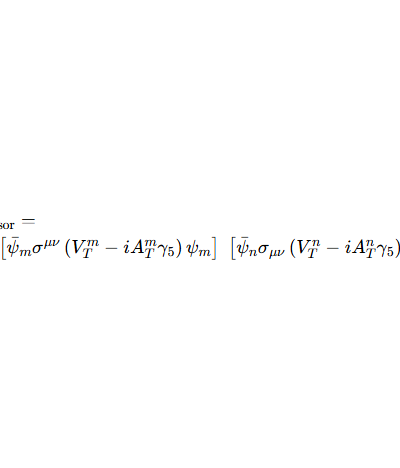 sor =
[ψ̄_m σ^{μν} (V_T^m − iA_T^m γ_5) ψ_m] [ψ̄_n σ_{μν} (V_T^n − iA_T^n γ_5)